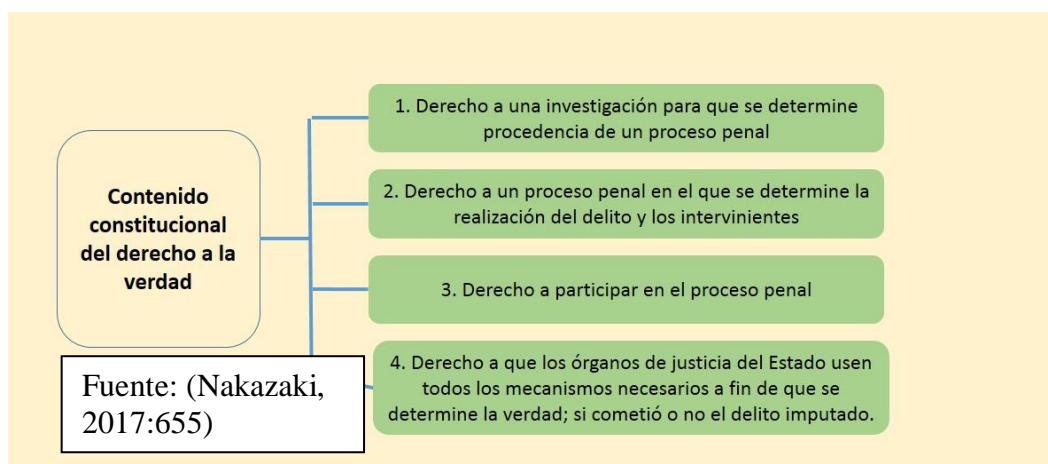 Contenido
constitucional
del derecho a la
verdad
1. Derecho a una investigación para que se determine
procedencia de un proceso penal
2. Derecho a un proceso penal en el que se determine la
realización del delito y los intervinientes
3. Derecho a participar en el proceso penal
4. Derecho a que los órganos de justicia del Estado usen
todos los mecanismos necesarios a fin de que se
determine la verdad; si cometió o no el delito imputado.
Fuente: (Nakazaki,
2017:655)